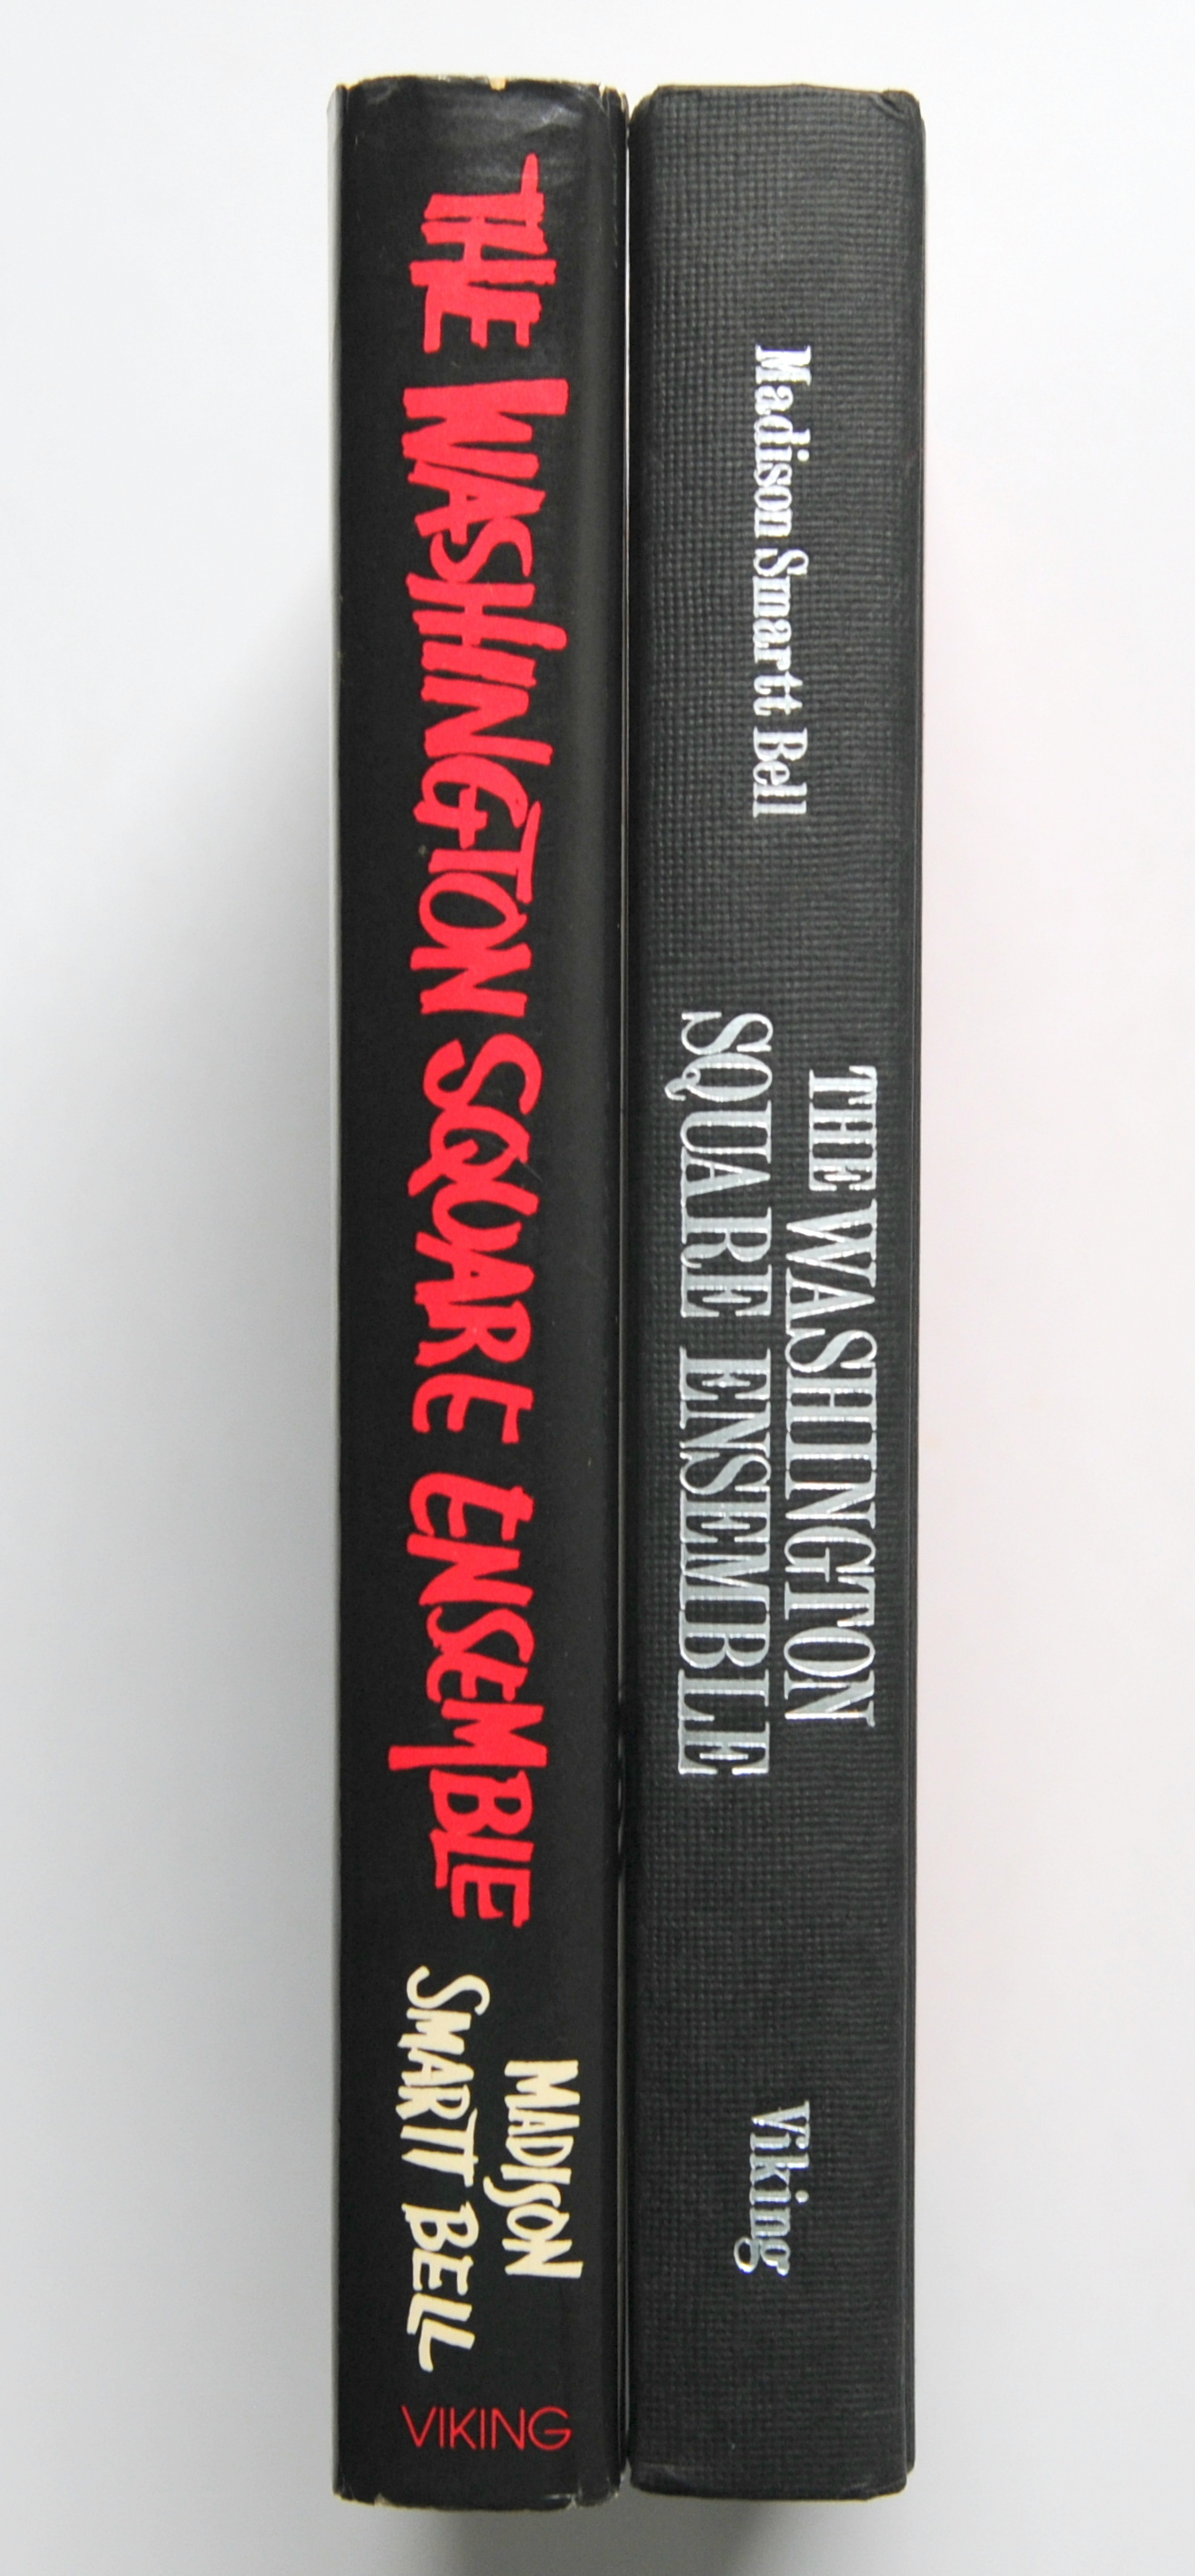 THE WASHINGTON SQUARE ENSEMBLE
MADISON
SMARTT BELL
VIKING
Madison Smartt Bell
THE WASHINGTON
SQUARE ENSEMBLE
Viking